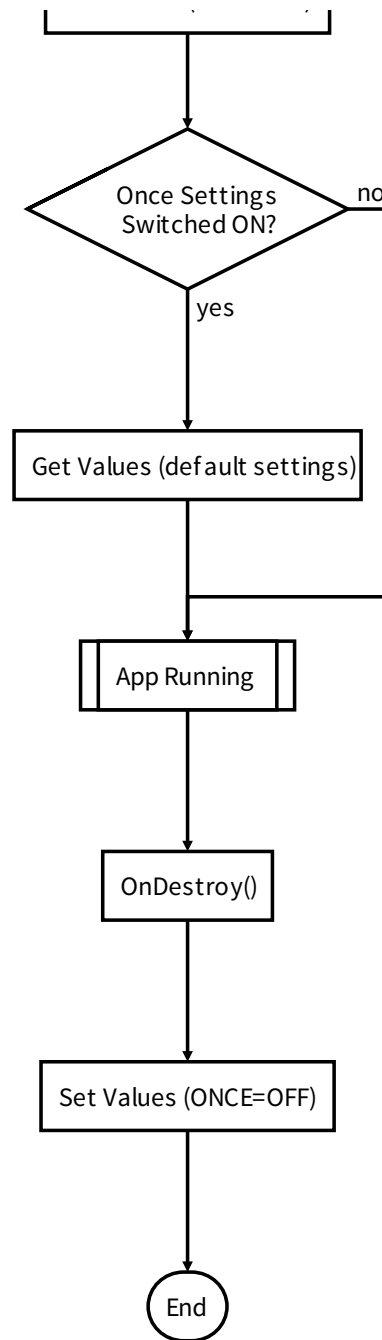 Once Settings
Switched ON?
no
yes
Get Values (default settings)
App Running
OnDestroy()
Set Values (ONCE=OFF)
End